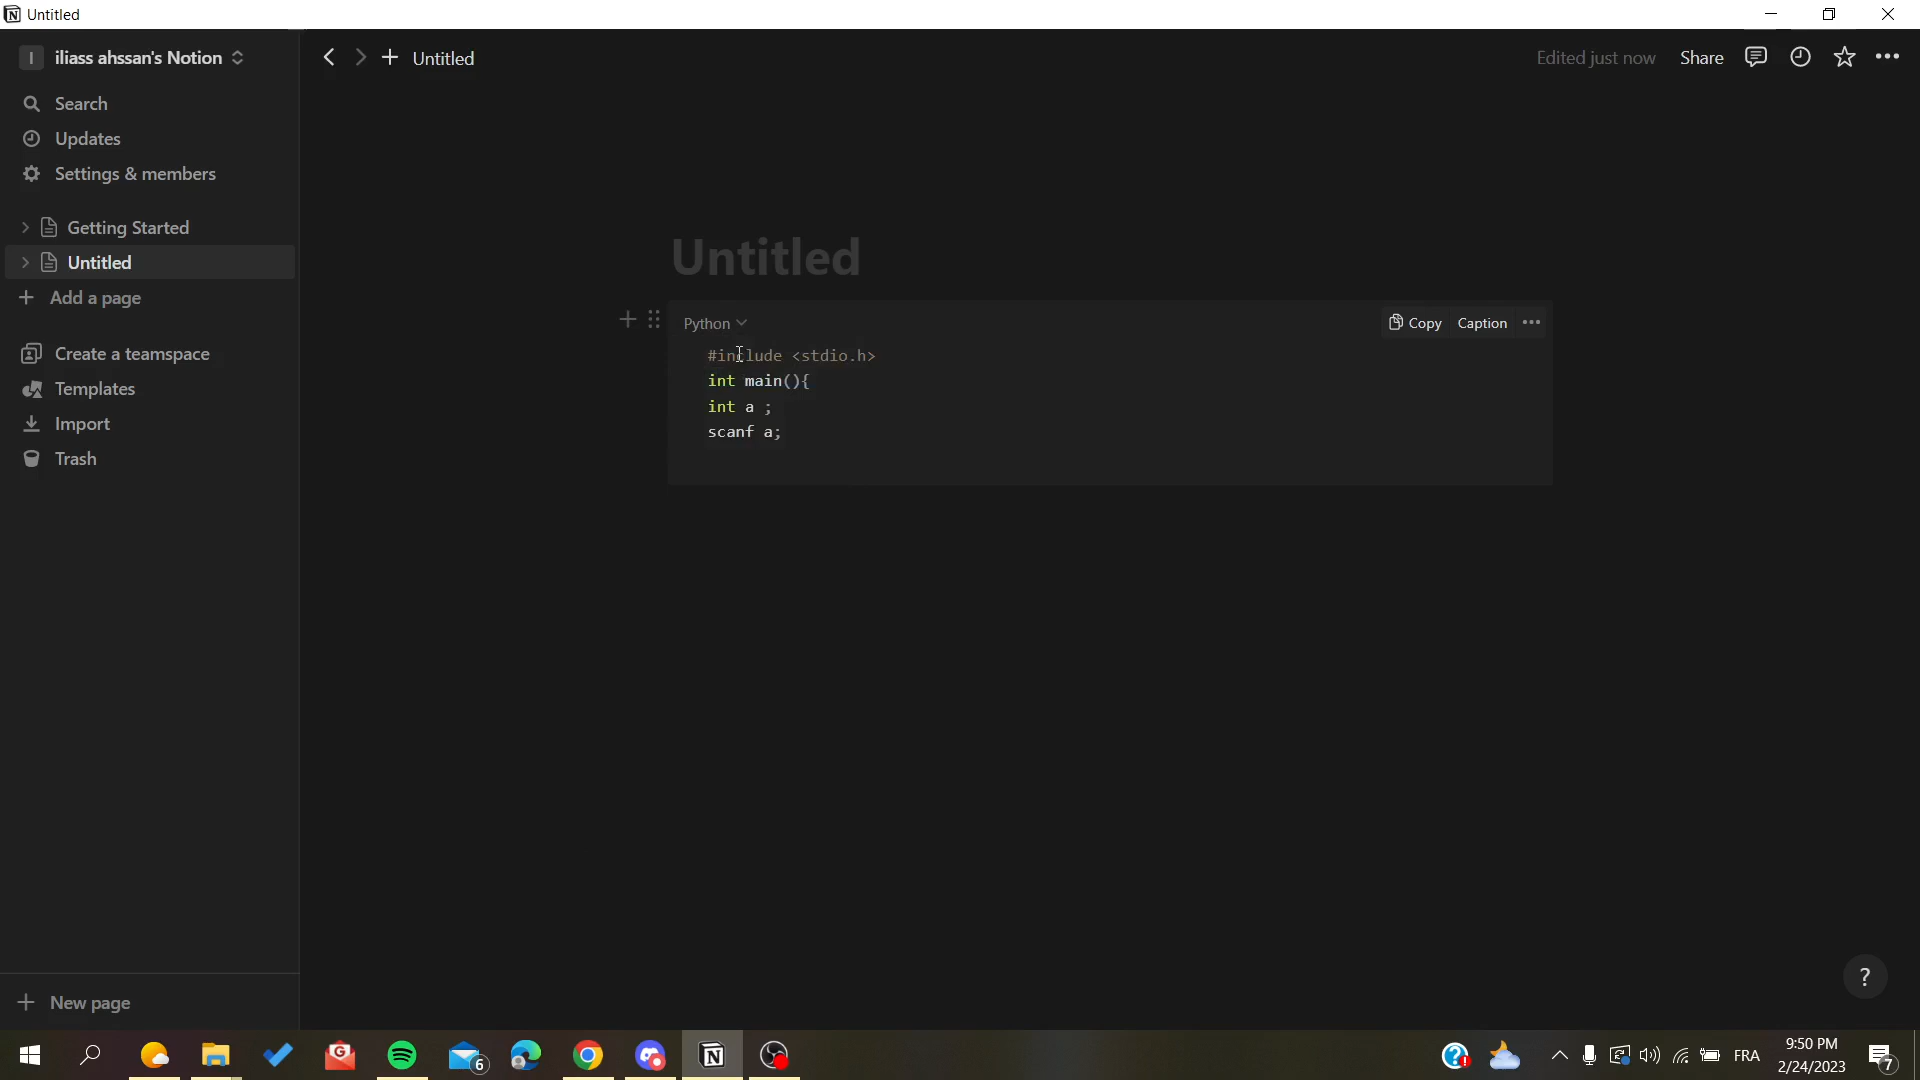 Untitled
I iliass ahssan's Notion
Search
Updates
Settings & members
Getting Started
Untitled
Add a page
Create a teamspace
Templates
Import
Trash
New page
Untitled
Edited just now Share
Untitled
Python
Copy Caption
#include <stdio.h>
int main(){
int a ;
scanf a;
?
6
FRA
9:50 PM
2/24/2023
7